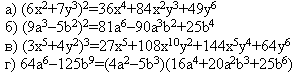 а) (6x²+7y³)²=36x⁴+84x²y³+49y⁶
б) (9a³−5b²)²=81a⁶−90a³b²+25b⁴
в) (3x⁵+4y²)³=27x⁵+108x¹⁰y²+144x⁵y⁴+64y⁶
г) 64a⁶−125b⁹=(4a²−5b³)(16a⁴+20a²b³+25b⁶)